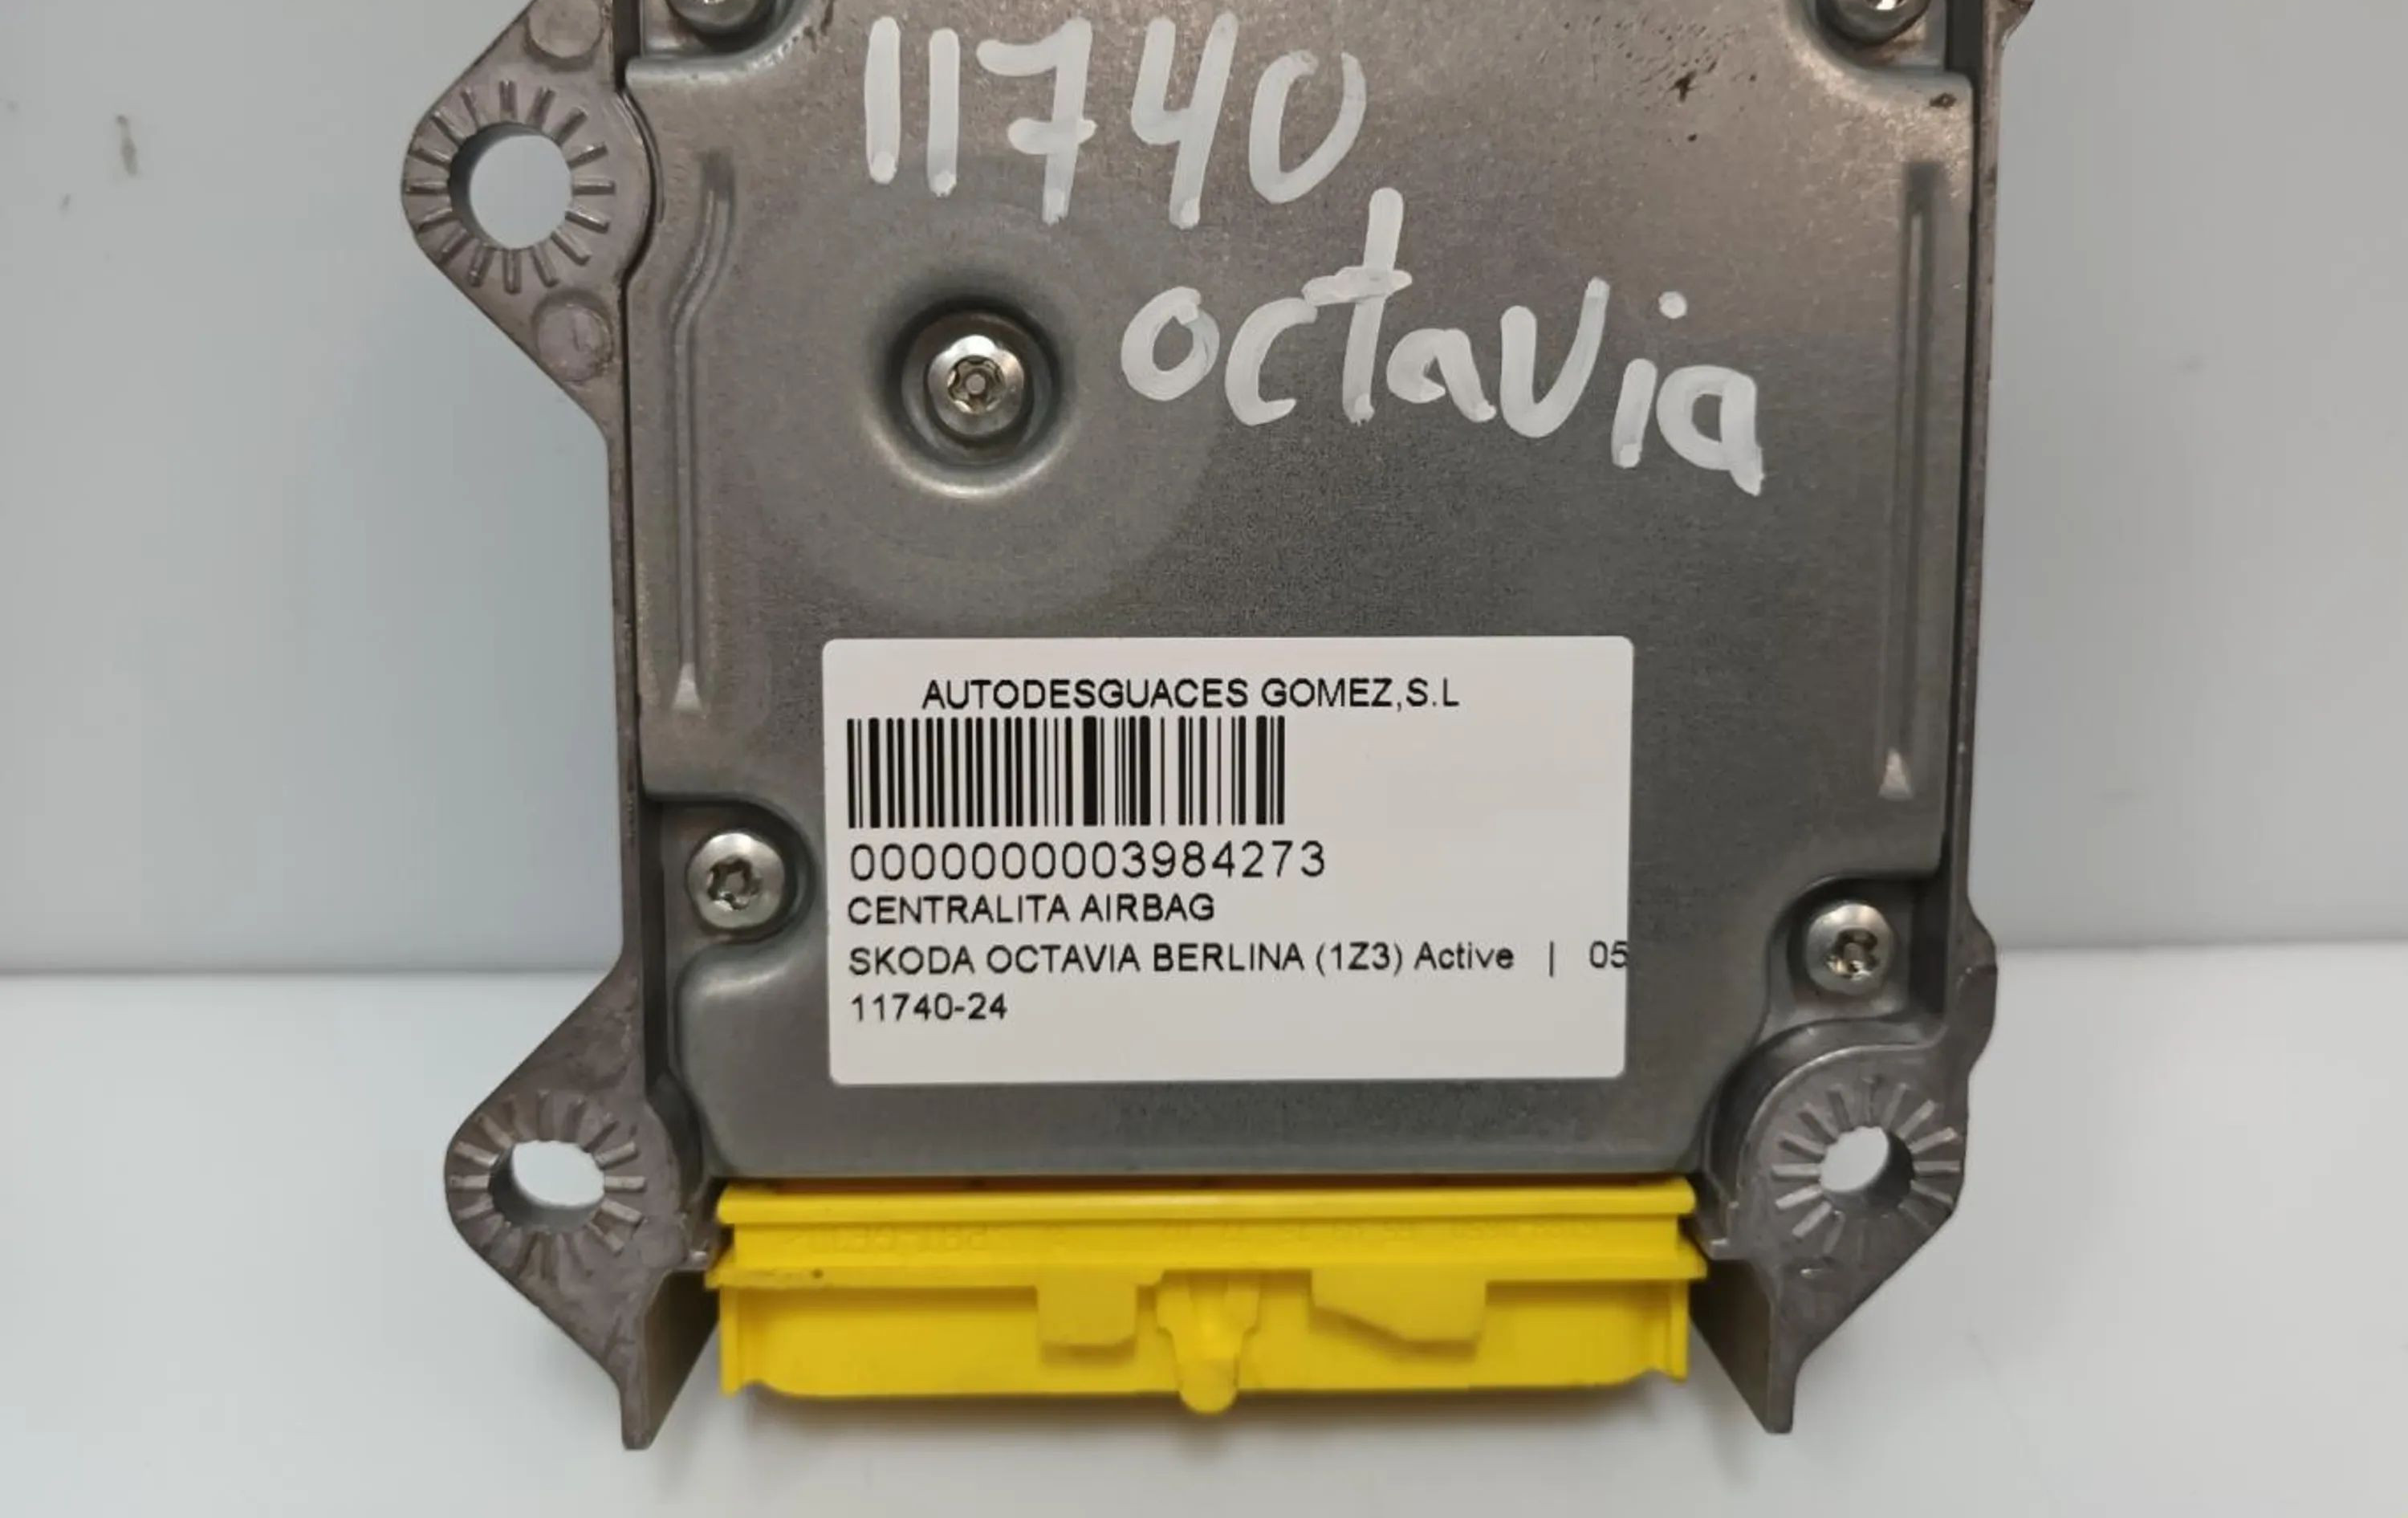 11740
octavia
AUTODESGUACES GOMEZ,S.L
0000000003984273
CENTRALITA AIRBAG
SKODA OCTAVIA BERLINA (1Z3) Active | 05
11740-24